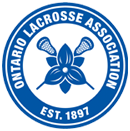 ONTARIO LACROSSE ASSOCIATION
EST. 1897